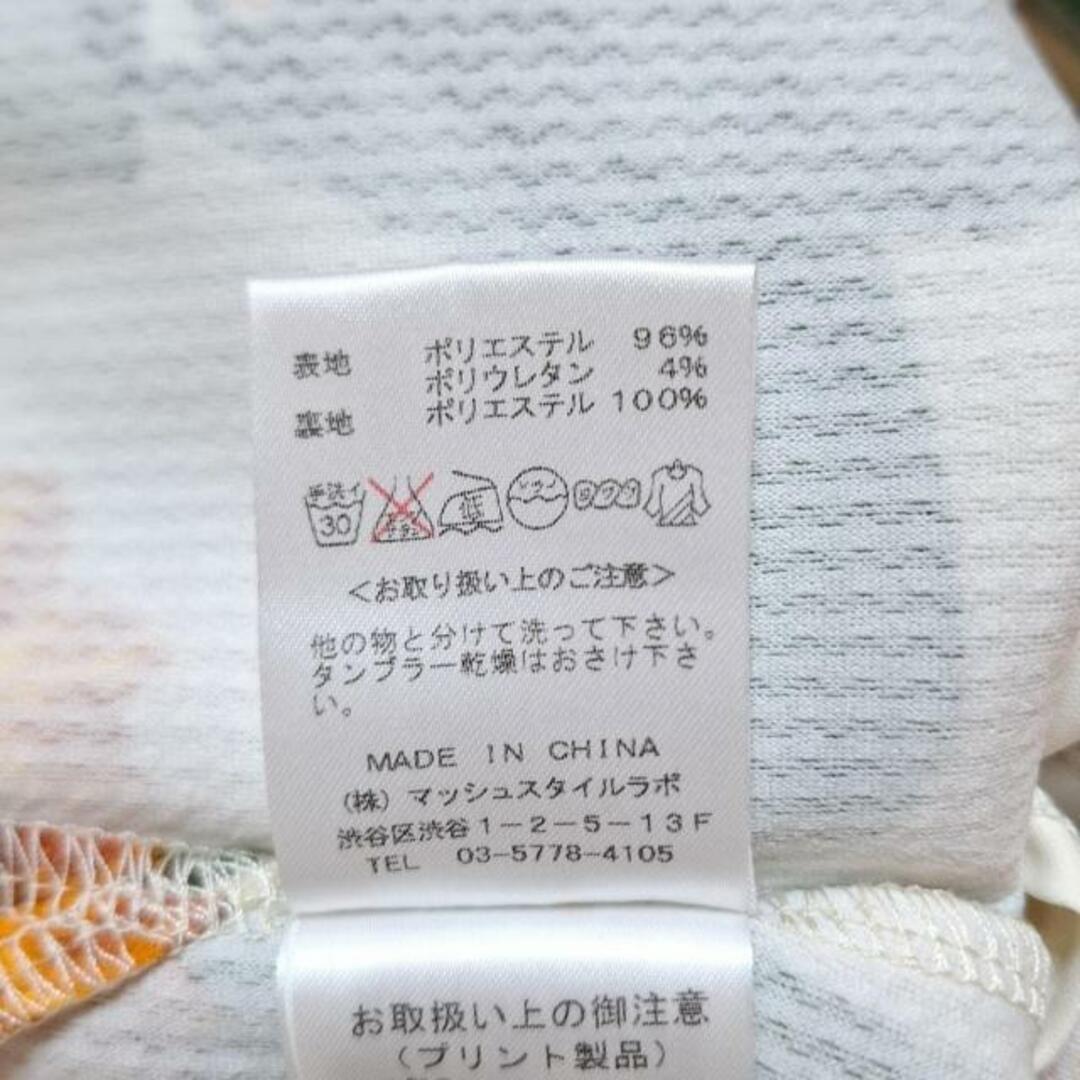 表地 ポリエステル 96%
ポリウレタン 4%
裏地 ポリエステル 100%
手洗イ 30 低 ドライ
<お取り扱い上のご注意>
他の物と分けて洗って下さい。
タンブラー乾燥はおさけ下さ
い。
MADE IN CHINA
(株)マッシュスタイルラボ
渋谷区渋谷1-2-5-13F
TEL 03-5778-4105
お取扱い上の御注意
(プリント製品)